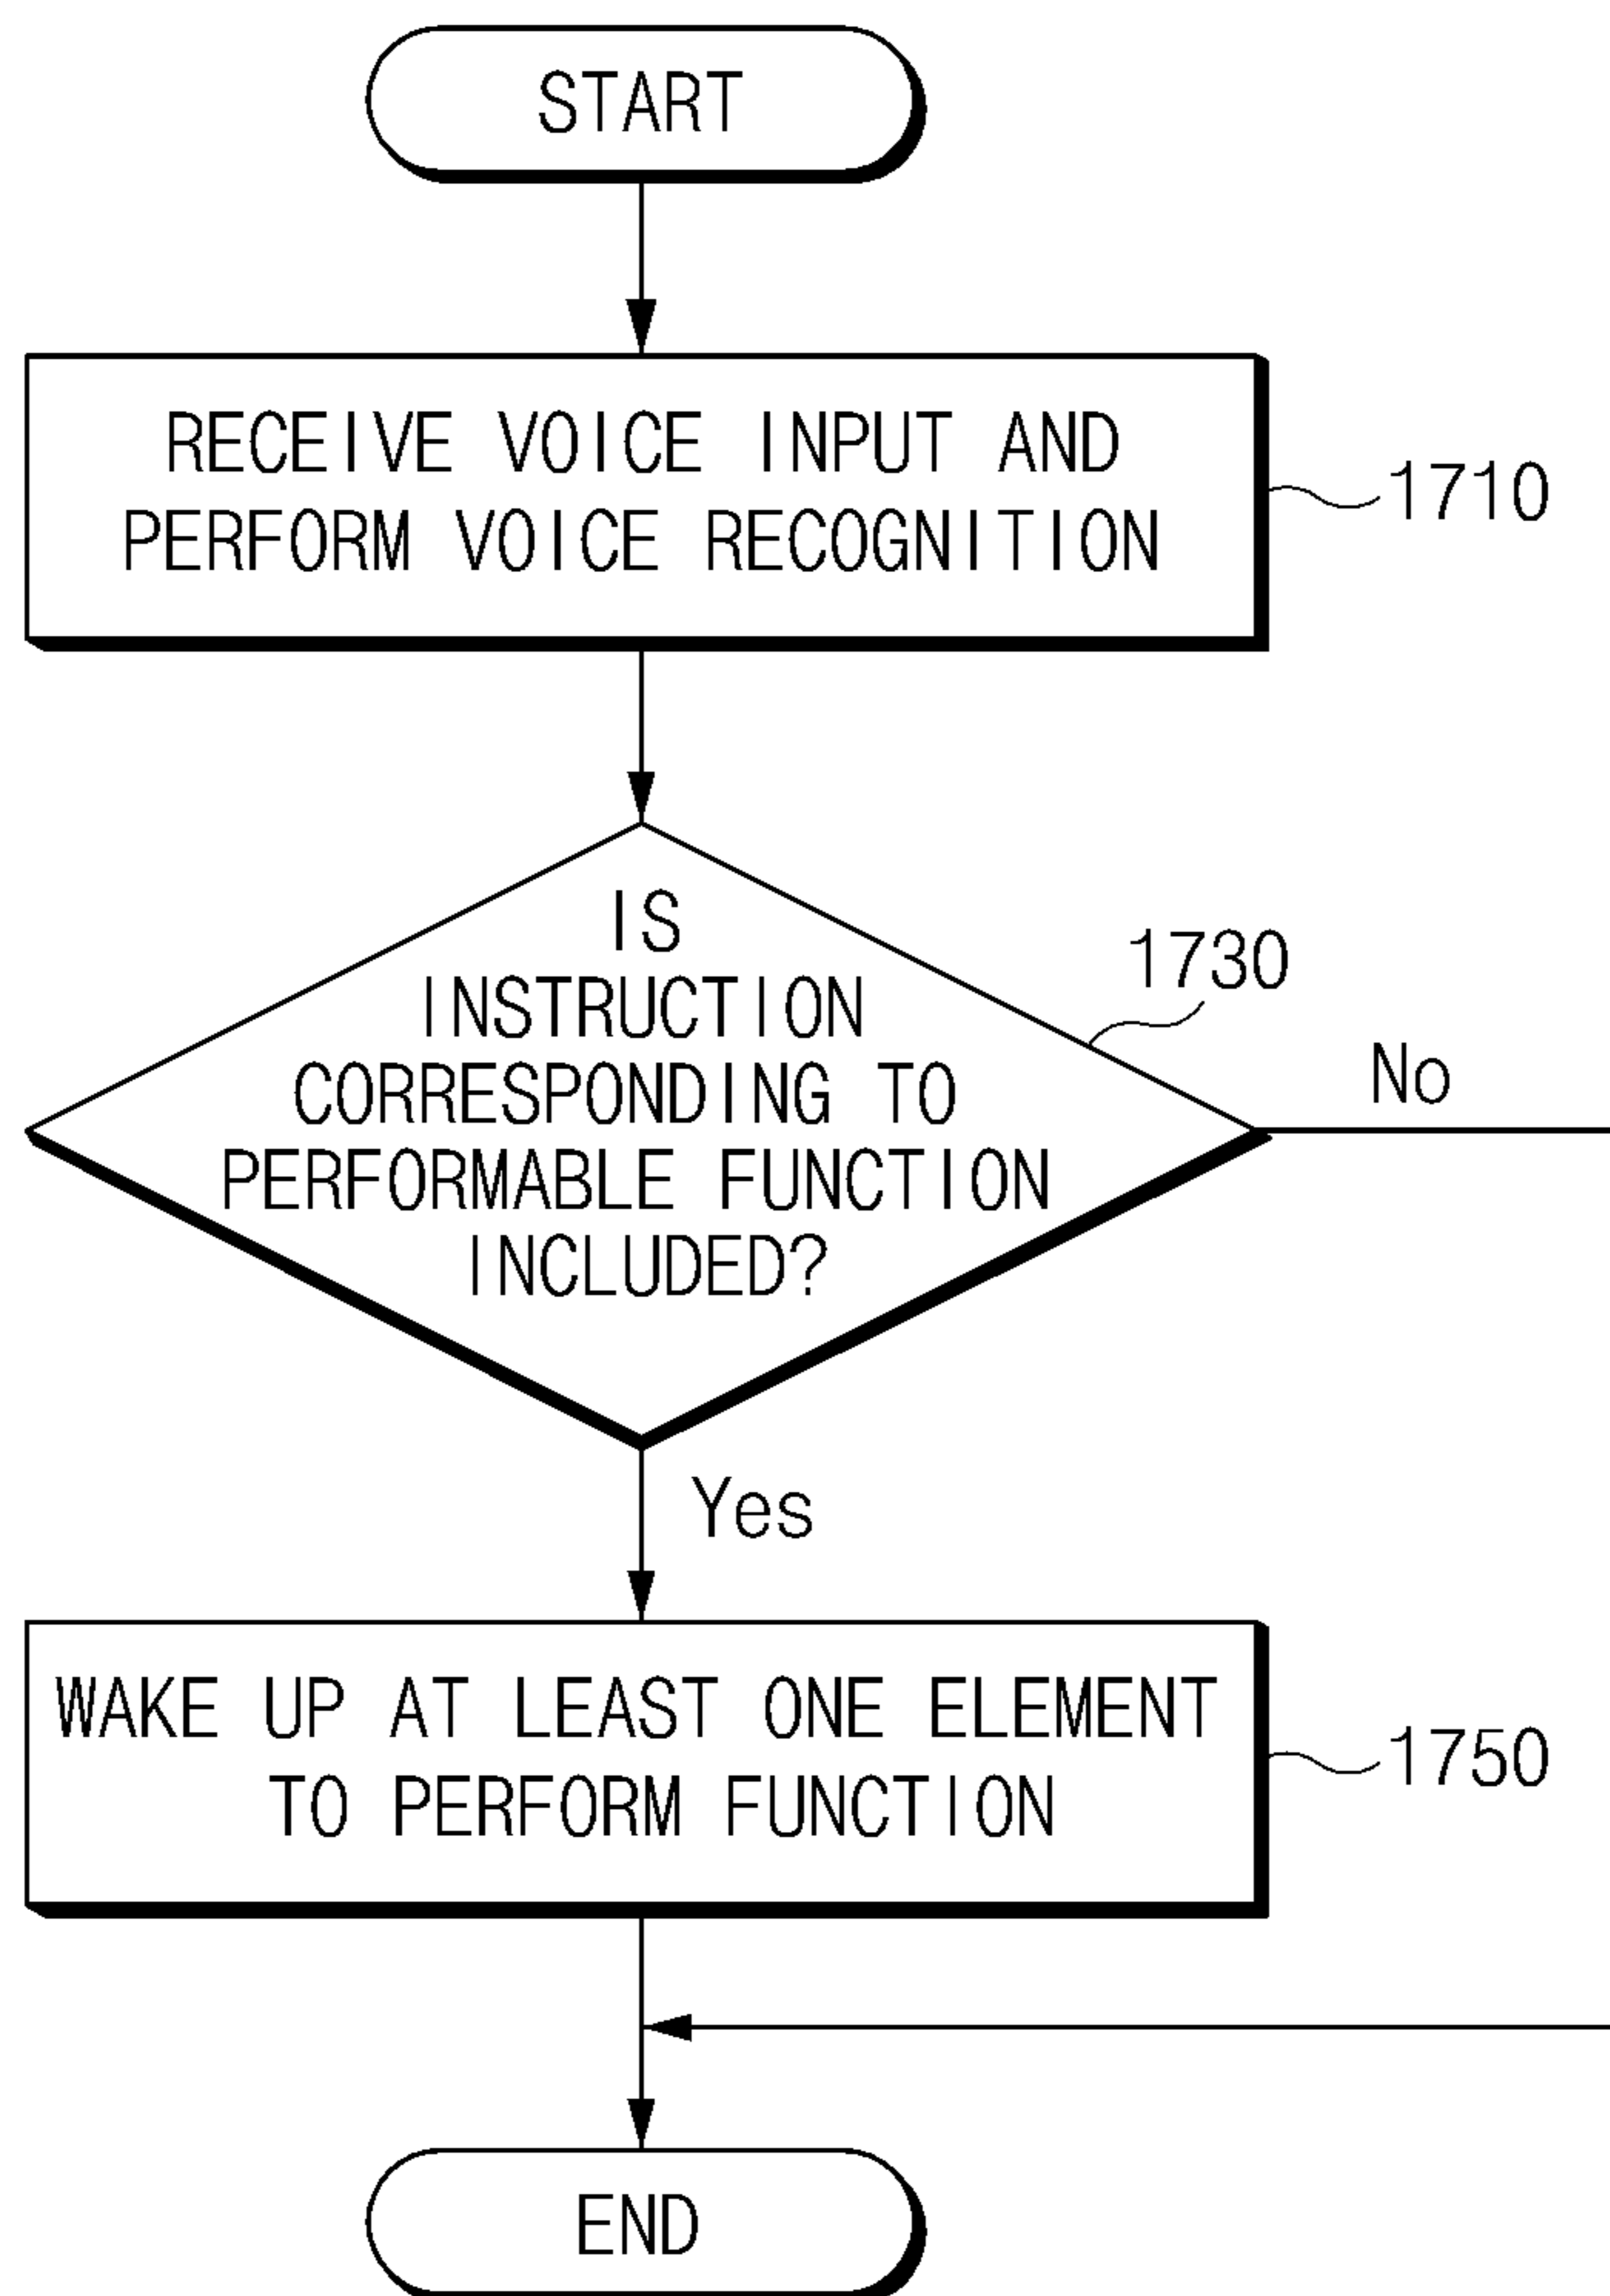 START
RECEIVE VOICE INPUT AND
PERFORM VOICE RECOGNITION
1710
IS
INSTRUCTION
CORRESPONDING TO
PERFORMABLE FUNCTION
INCLUDED?
1730
No
Yes
WAKE UP AT LEAST ONE ELEMENT
TO PERFORM FUNCTION
1750
END